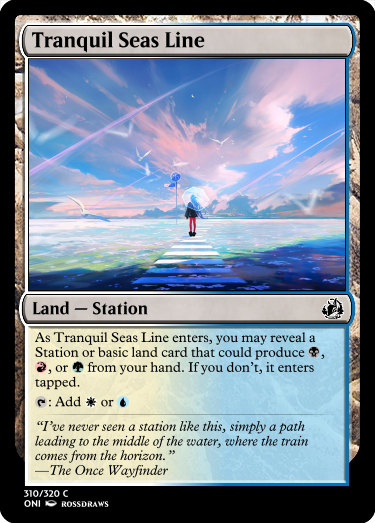 Tranquil Seas Line
Land — Station
As Tranquil Seas Line enters, you may reveal a
Station or basic land card that could produce ,
, or from your hand. If you don't, it enters
tapped.
: Add or
“I've never seen a station like this, simply a path
leading to the middle of the water, where the train
comes from the horizon.”
—The Once Wayfinder
310/320 C
ONI ROSSDRAWS